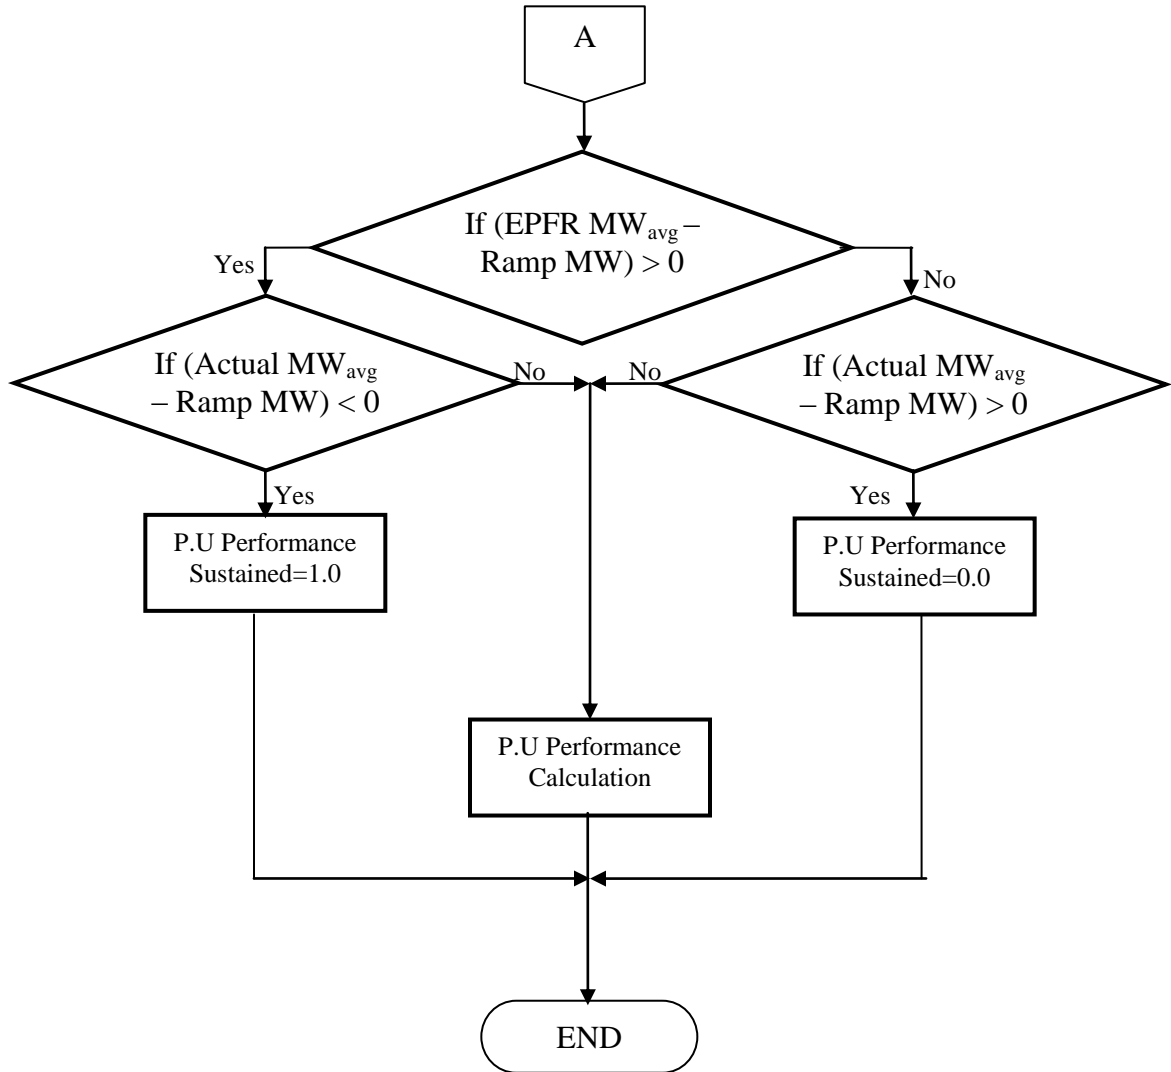 A
If (EPFR MWavg –
Ramp MW) > 0
Yes
No
If (Actual MWavg
– Ramp MW) < 0
No
No
If (Actual MWavg
– Ramp MW) > 0
Yes
Yes
P.U Performance
Sustained=1.0
P.U Performance
Sustained=0.0
P.U Performance
Calculation
END